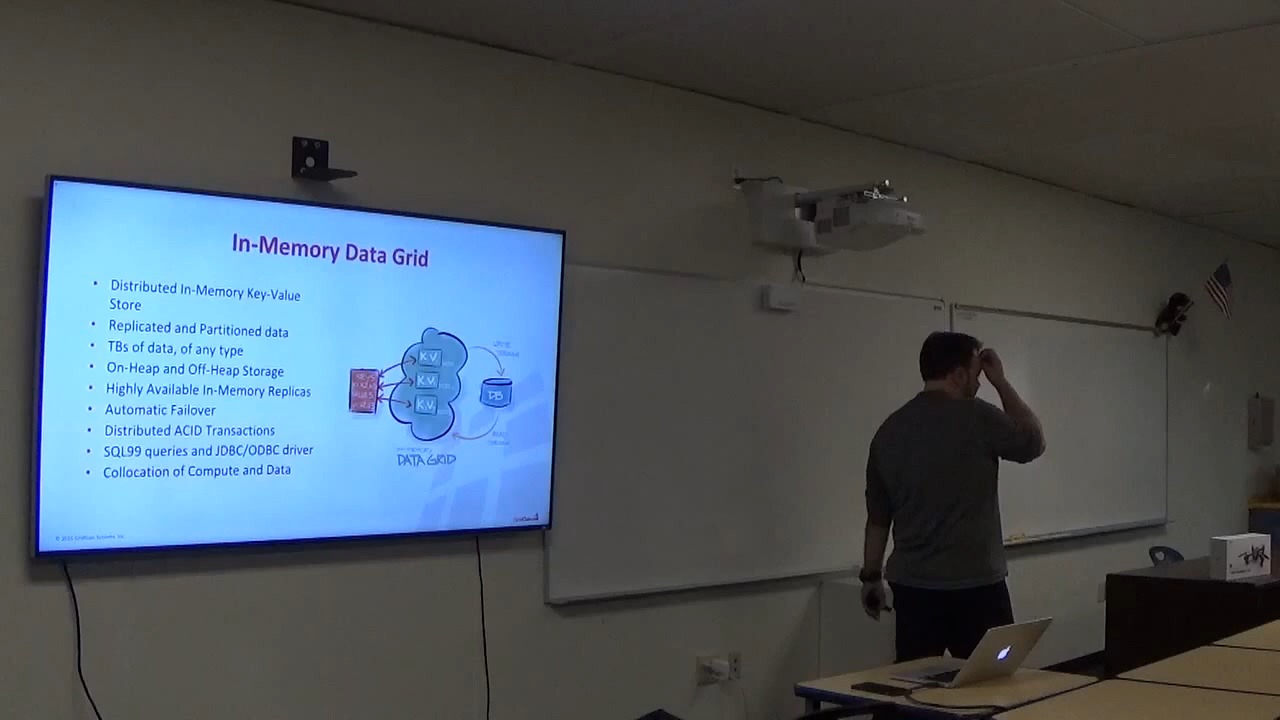 In-Memory Data Grid
• Distributed In-Memory Key-Value
Store
• Replicated and Partitioned data
• TBs of data, of any type
• On-Heap and Off-Heap Storage
• Highly Available In-Memory Replicas
• Automatic Failover
• Distributed ACID Transactions
• SQL99 queries and JDBC/ODBC driver
• Collocation of Compute and Data
K.V
K.V.
K.V.
DB
DATA GRID